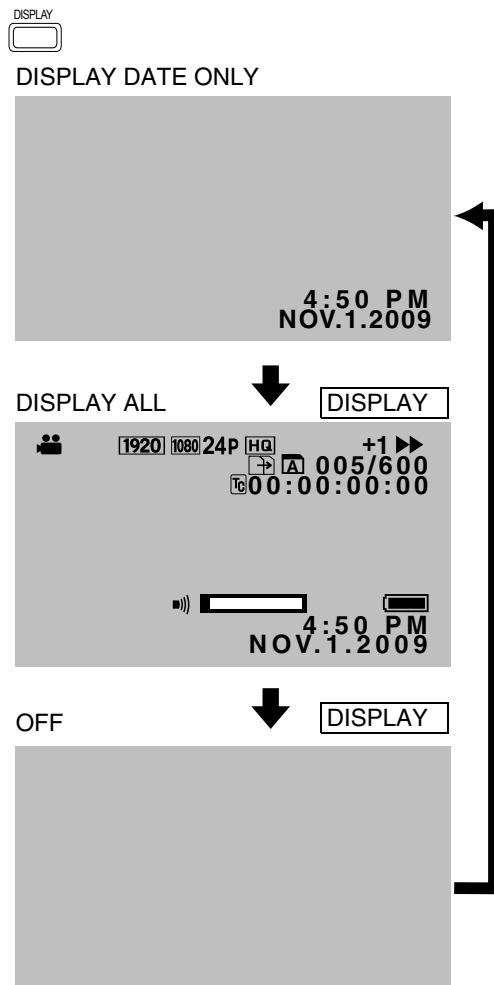 DISPLAY
DISPLAY DATE ONLY
4:50 PM
NOV.1.2009
DISPLAY ALL
DISPLAY
1920 1080 24P HQ +1
A 005/600
TC 00:00:00:00
4:50 PM
NOV.1.2009
OFF
DISPLAY